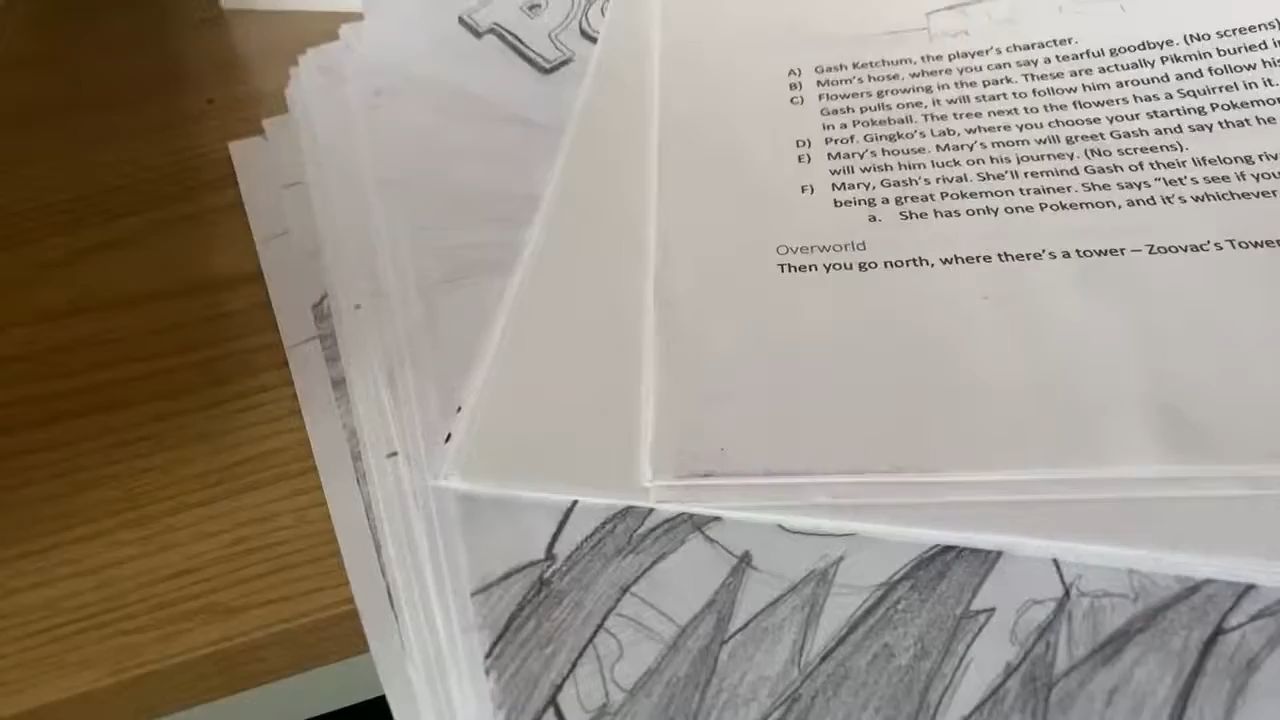 Po
A) Gash Ketchum, the player's character.
B) Mom's hose, where you can say a tearful goodbye. (No screens)
C) Flowers growing in the park. These are actually Pikmin buried in
Gash pulls one, it will start to follow him around and follow his
in a Pokeball. The tree next to the flowers has a Squirrel in it.
D) Prof. Gingko's Lab, where you choose your starting Pokemon
E) Mary's house. Mary's mom will greet Gash and say that he
will wish him luck on his journey. (No screens).
F) Mary, Gash's rival. She'll remind Gash of their lifelong
being a great Pokemon trainer. She says "let's see if you
a. She has only one Pokemon, and it's whichever
Overworld
Then you go north, where there's a tower – Zoovac's Tower